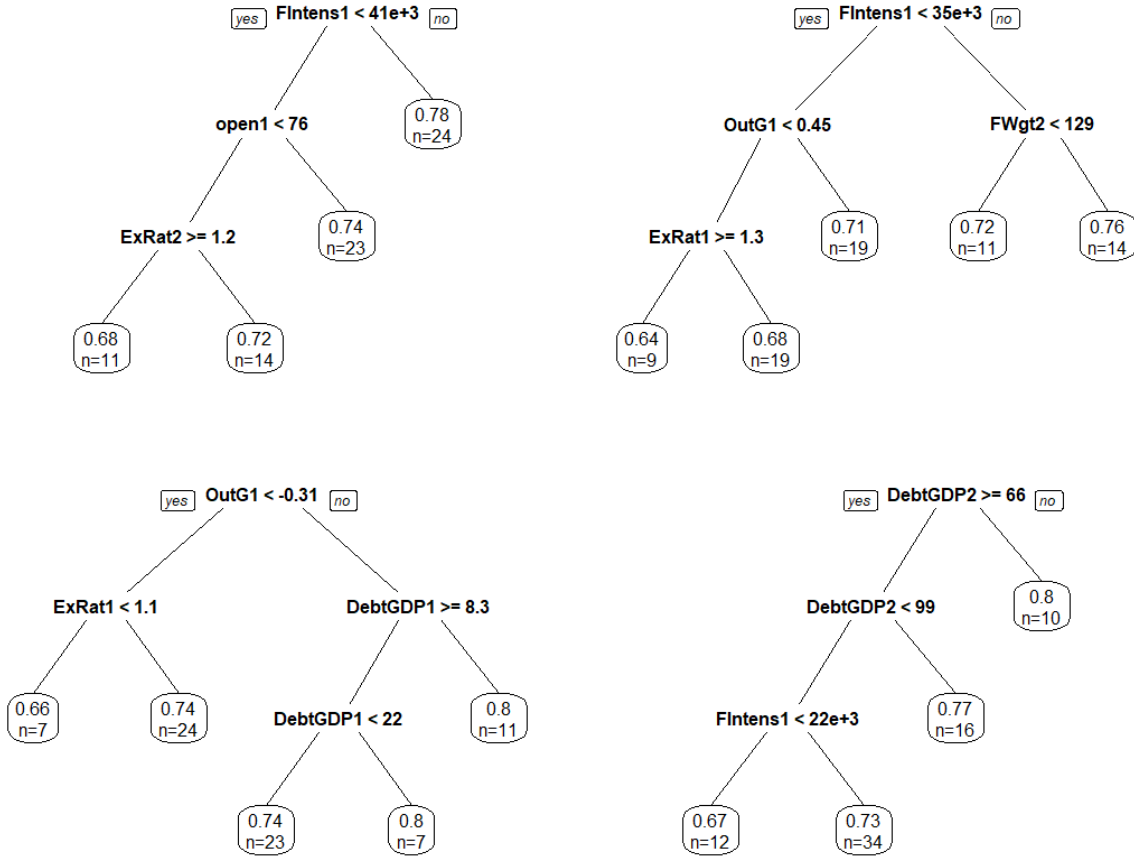 yes FIntens1 < 41e+3 no
open1 < 76
0.78
n=24
ExRat2 >= 1.2
0.74
n=23
0.68
n=11
0.72
n=14
yes FIntens1 < 35e+3 no
OutG1 < 0.45
FWgt2 < 129
ExRat1 >= 1.3
0.71
n=19
0.72
n=11
0.76
n=14
0.64
n=9
0.68
n=19
yes OutG1 < -0.31 no
ExRat1 < 1.1
DebtGDP1 >= 8.3
0.66
n=7
0.74
n=24
DebtGDP1 < 22
0.8
n=11
0.74
n=23
0.8
n=7
yes DebtGDP2 >= 66 no
DebtGDP2 < 99
0.8
n=10
FIntens1 < 22e+3
0.77
n=16
0.67
n=12
0.73
n=34